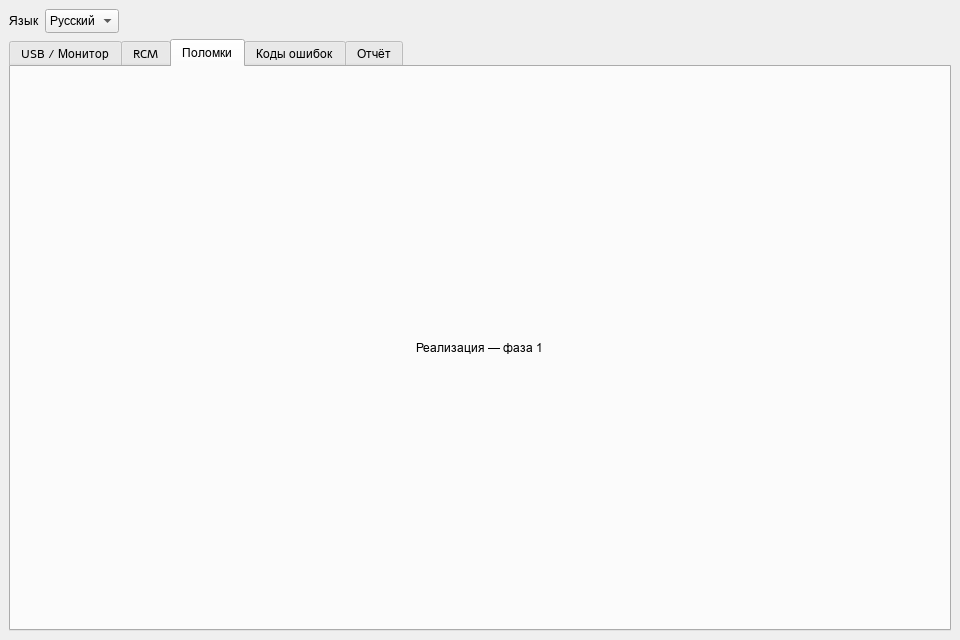 Язык Русский
USB / Монитор RCM Поломки Коды ошибок Отчёт
Реализация — фаза 1